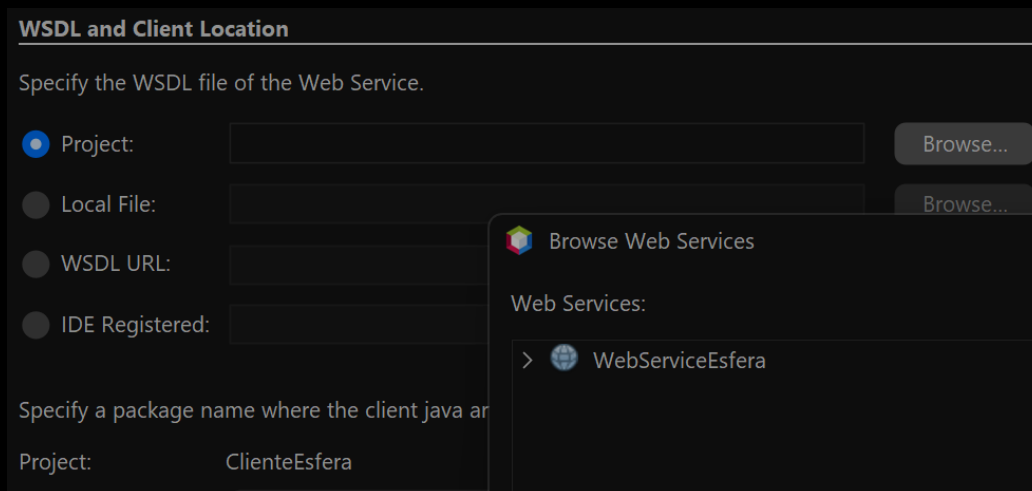 WSDL and Client Location
Specify the WSDL file of the Web Service.
Project:
Browse...
Local File:
Browse...
WSDL URL:
IDE Registered:
Browse Web Services
Web Services:
WebServiceEsfera
Specify a package name where the client java ar
Project:
ClienteEsfera